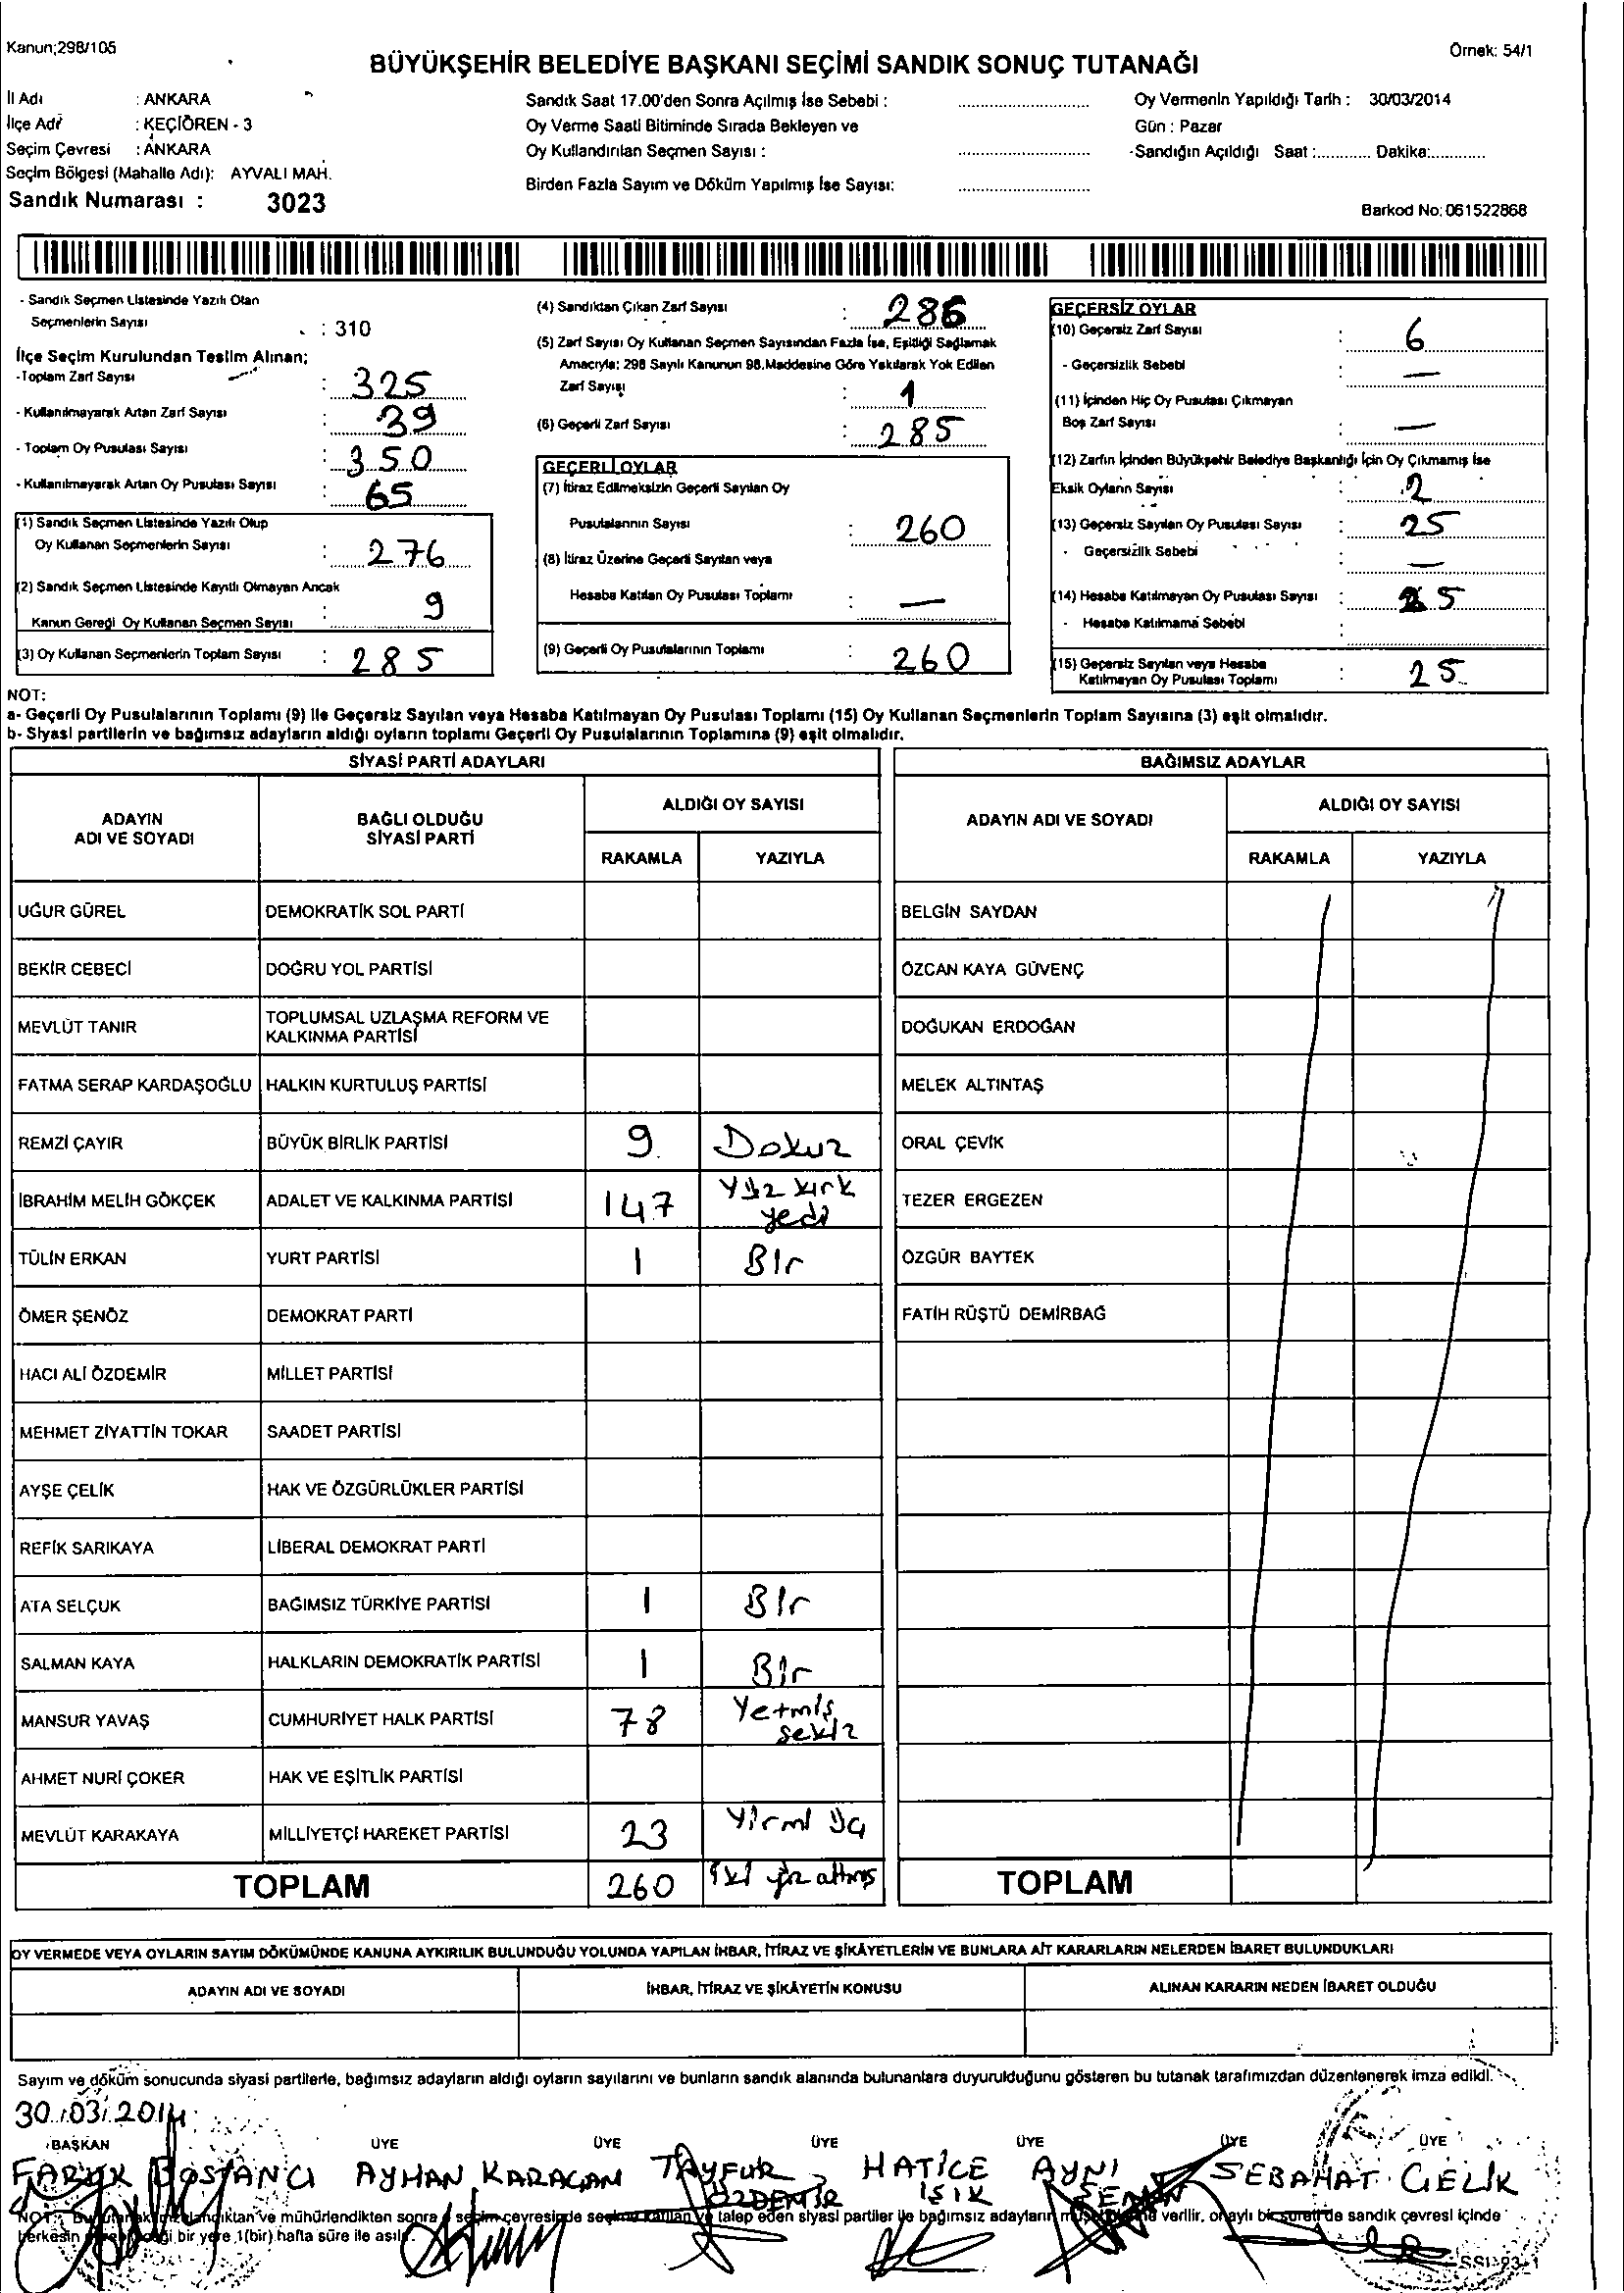 Kanun;298/105
Örnek: 54/1
BÜYÜKŞEHİR BELEDİYE BAŞKANI SEÇİMİ SANDIK SONUÇ TUTANAĞI
İl Adı : ANKARA
İlçe Adı : KEÇİÖREN - 3
Seçim Çevresi : ANKARA
Seçim Bölgesi (Mahalle Adı): AYVALI MAH.
Sandık Numarası : 3023
Sandık Saat 17.00'den Sonra Açılmış İse Sebebi :
Oy Verme Saati Bitiminde Sırada Bekleyen ve
Oy Kullandırılan Seçmen Sayısı :
Birden Fazla Sayım ve Döküm Yapılmış İse Sayısı:
Oy Vermenin Yapıldığı Tarih : 30/03/2014
Gün : Pazar
-Sandığın Açıldığı Saat :............ Dakika:............
Barkod No: 061522868
- Sandık Seçmen Listesinde Yazılı Olan
Seçmenlerin Sayısı : 310
İlçe Seçim Kurulundan Teslim Alınan;
-Toplam Zarf Sayısı : 325
- Kullanılmayarak Artan Zarf Sayısı : 39
- Toplam Oy Pusulası Sayısı : 350
- Kullanılmayarak Artan Oy Pusulası Sayısı : 65
(1) Sandık Seçmen Listesinde Yazılı Olup
Oy Kullanan Seçmenlerin Sayısı : 276
(2) Sandık Seçmen Listesinde Kayıtlı Olmayan Ancak
Kanun Gereği Oy Kullanan Seçmen Sayısı : 9
(3) Oy Kullanan Seçmenlerin Toplam Sayısı : 285
(4) Sandıktan Çıkan Zarf Sayısı : 286
(5) Zarf Sayısı Oy Kullanan Seçmen Sayısından Fazla İse, Eşitliği Sağlamak
Amacıyla; 298 Sayılı Kanunun 98.Maddesine Göre Yakılarak Yok Edilen
Zarf Sayısı : 1
(6) Geçerli Zarf Sayısı : 285
GEÇERLİ OYLAR
(7) İtiraz Edilmeksizin Geçerli Sayılan Oy
Pusulalarının Sayısı : 260
(8) İtiraz Üzerine Geçerli Sayılan veya
Hesaba Katılan Oy Pusulası Toplamı : —
(9) Geçerli Oy Pusulalarının Toplamı : 260
GEÇERSİZ OYLAR
(10) Geçersiz Zarf Sayısı : 6
- Geçersizlik Sebebi : —
(11) İçinden Hiç Oy Pusulası Çıkmayan
Boş Zarf Sayısı : —
(12) Zarfın İçinden Büyükşehir Belediye Başkanlığı İçin Oy Çıkmamış İse
Eksik Oyların Sayısı : 2
(13) Geçersiz Sayılan Oy Pusulası Sayısı : 25
- Geçersizlik Sebebi : —
(14) Hesaba Katılmayan Oy Pusulası Sayısı : 25
- Hesaba Katılmama Sebebi :
(15) Geçersiz Sayılan veya Hesaba
Katılmayan Oy Pusulası Toplamı : 25
NOT:
a- Geçerli Oy Pusulalarının Toplamı (9) ile Geçersiz Sayılan veya Hesaba Katılmayan Oy Pusulası Toplamı (15) Oy Kullanan Seçmenlerin Toplam Sayısına (3) eşit olmalıdır.
b- Siyasi partilerin ve bağımsız adayların aldığı oyların toplamı Geçerli Oy Pusulalarının Toplamına (9) eşit olmalıdır.
SİYASİ PARTİ ADAYLARI
ADAYIN ADI VE SOYADI
BAĞLI OLDUĞU SİYASİ PARTİ
ALDIĞI OY SAYISI
RAKAMLA YAZIYLA
UĞUR GÜREL DEMOKRATİK SOL PARTİ
BEKİR CEBECİ DOĞRU YOL PARTİSİ
MEVLÜT TANIR TOPLUMSAL UZLAŞMA REFORM VE KALKINMA PARTİSİ
FATMA SERAP KARDAŞOĞLU HALKIN KURTULUŞ PARTİSİ
REMZİ ÇAYIR BÜYÜK BİRLİK PARTİSİ 9 Dokuz
İBRAHİM MELİH GÖKÇEK ADALET VE KALKINMA PARTİSİ 147 Yüz kırk yedi
TÜLİN ERKAN YURT PARTİSİ 1 Bir
ÖMER ŞENÖZ DEMOKRAT PARTİ
HACI ALİ ÖZDEMİR MİLLET PARTİSİ
MEHMET ZİYATTİN TOKAR SAADET PARTİSİ
AYŞE ÇELİK HAK VE ÖZGÜRLÜKLER PARTİSİ
REFİK SARIKAYA LİBERAL DEMOKRAT PARTİ
ATA SELÇUK BAĞIMSIZ TÜRKİYE PARTİSİ 1 Bir
SALMAN KAYA HALKLARIN DEMOKRATİK PARTİSİ 1 Bir
MANSUR YAVAŞ CUMHURİYET HALK PARTİSİ 78 Yetmiş sekiz
AHMET NURİ ÇOKER HAK VE EŞİTLİK PARTİSİ
MEVLÜT KARAKAYA MİLLİYETÇİ HAREKET PARTİSİ 23 Yirmi üç
TOPLAM 260 İki yüz altmış
BAĞIMSIZ ADAYLAR
ADAYIN ADI VE SOYADI
ALDIĞI OY SAYISI
RAKAMLA YAZIYLA
BELGİN SAYDAN
ÖZCAN KAYA GÜVENÇ
DOĞUKAN ERDOĞAN
MELEK ALTINTAŞ
ORAL ÇEVİK
TEZER ERGEZEN
ÖZGÜR BAYTEK
FATİH RÜŞTÜ DEMİRBAĞ
TOPLAM
OY VERMEDE VEYA OYLARIN SAYIM DÖKÜMÜNDE KANUNA AYKIRILIK BULUNDUĞU YOLUNDA YAPILAN İHBAR, İTİRAZ VE ŞİKÂYETLERİN VE BUNLARA AİT KARARLARIN NELERDEN İBARET BULUNDUKLARI
ADAYIN ADI VE SOYADI
İHBAR, İTİRAZ VE ŞİKÂYETİN KONUSU
ALINAN KARARIN NEDEN İBARET OLDUĞU
Sayım ve döküm sonucunda siyasi partilerle, bağımsız adayların aldığı oyların sayılarını ve bunların sandık alanında bulunanlara duyurulduğunu gösteren bu tutanak tarafımızdan düzenlenerek imza edildi.
30/03/2014
BAŞKAN ÜYE ÜYE ÜYE ÜYE ÜYE ÜYE
FARUK BOSTANCI AYHAN KARACAN TAYFUR ÖZDEMİR HATİCE IŞIK AYNİ SEBAHAT ÇELİK
NOT: Bu tutanak ve mühürlendikten sonra seçim çevresinde seçime katılan ve talep eden siyasi partiler ile bağımsız adayların verilir, onaylı bir sureti de sandık çevresi içinde
herkesin bir yere 1(bir) hafta süre ile asılır.